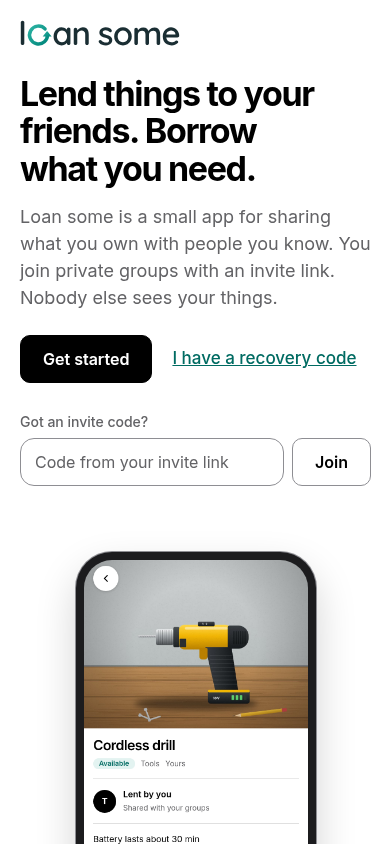 loan some
Lend things to your
friends. Borrow
what you need.
Loan some is a small app for sharing
what you own with people you know. You
join private groups with an invite link.
Nobody else sees your things.
Get started
I have a recovery code
Got an invite code?
Code from your invite link
Join
Cordless drill
Available Tools Yours
T
Lent by you
Shared with your groups
Battery lasts about 30 min